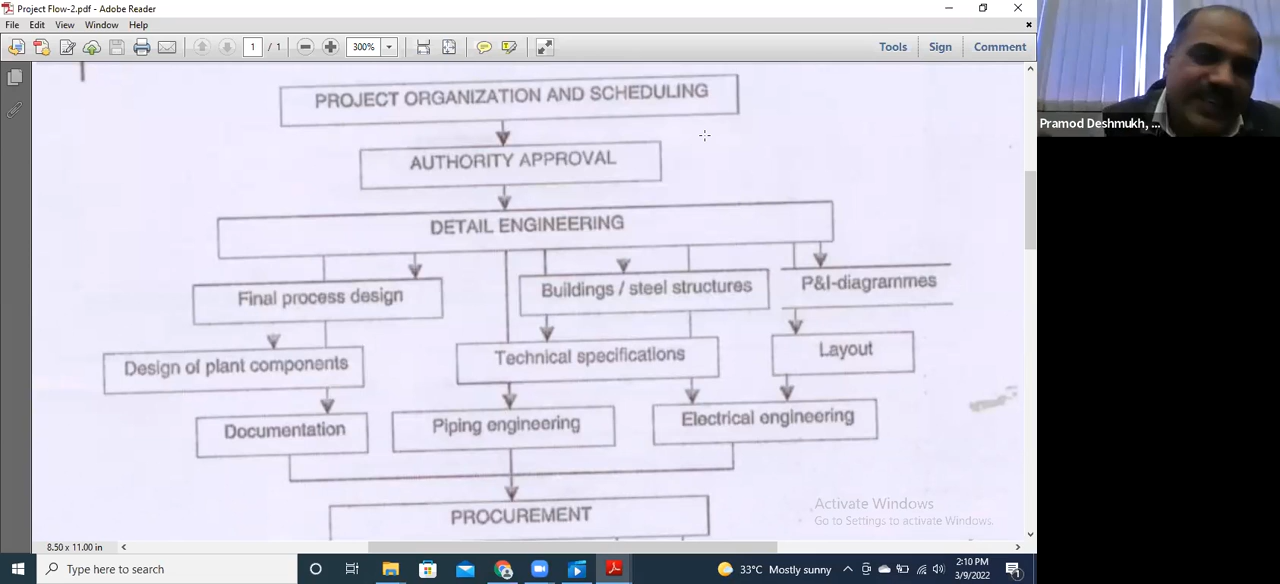 Project Flow-2.pdf - Adobe Reader
File Edit View Window Help
1 / 1 300% Tools Sign Comment
PROJECT ORGANIZATION AND SCHEDULING
AUTHORITY APPROVAL
DETAIL ENGINEERING
Final process design
Buildings / steel structures
P&I-diagrammes
Design of plant components
Technical specifications
Layout
Documentation
Piping engineering
Electrical engineering
PROCUREMENT
Activate Windows
Go to Settings to activate Windows.
8.50 x 11.00 in
Pramod Deshmukh, ...
Type here to search
33°C Mostly sunny
2:10 PM
3/9/2022
1